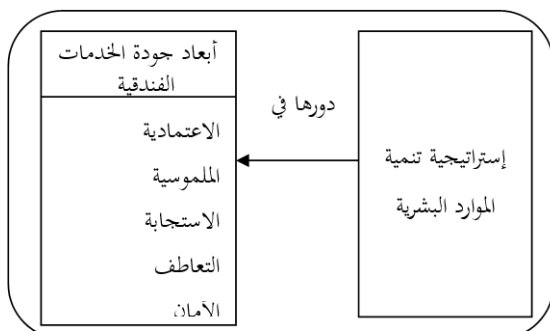 إستراتيجية تنمية
الموارد البشرية
دورها في
أبعاد جودة الخدمات
الفندقية
الاعتمادية
الملموسية
الاستجابة
التعاطف
الأمان